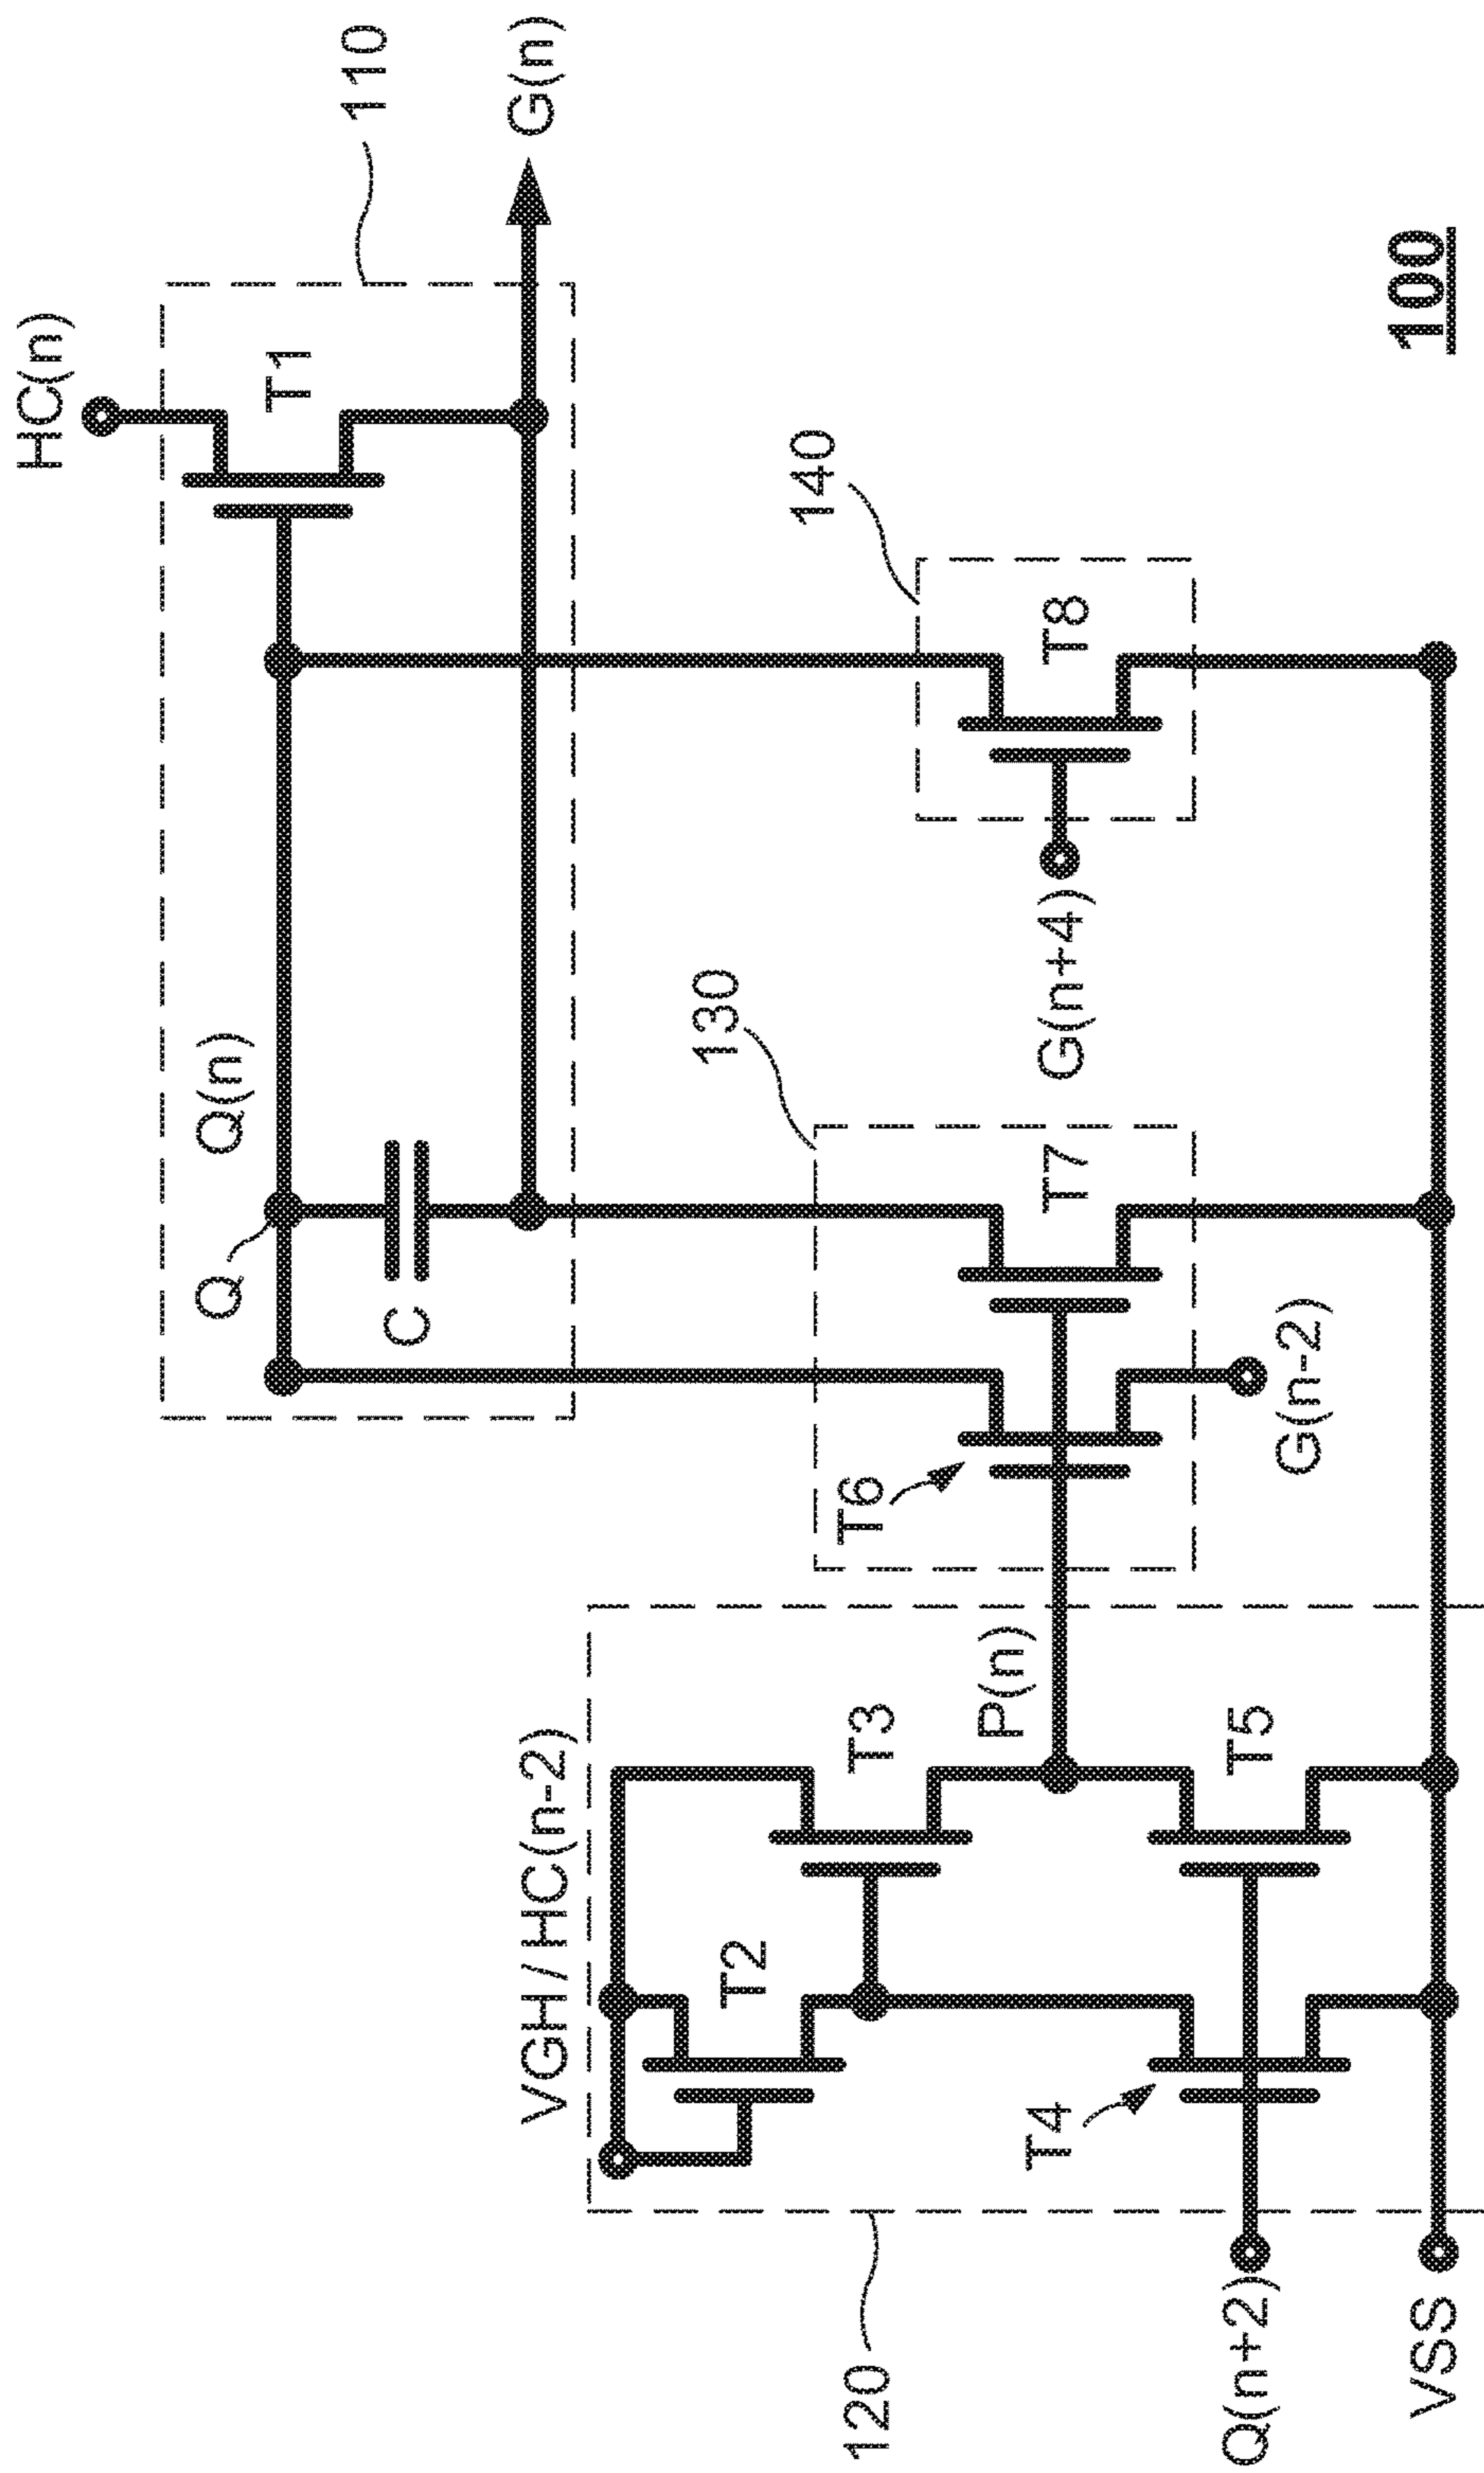 HC(n)
110
T1
G(n)
Q
Q(n)
C
140
T8
G(n+4)
130
T7
T6
G(n-2)
VGH / HC(n-2)
T2
T3
P(n)
T4
T5
120
Q(n+2)
VSS
100